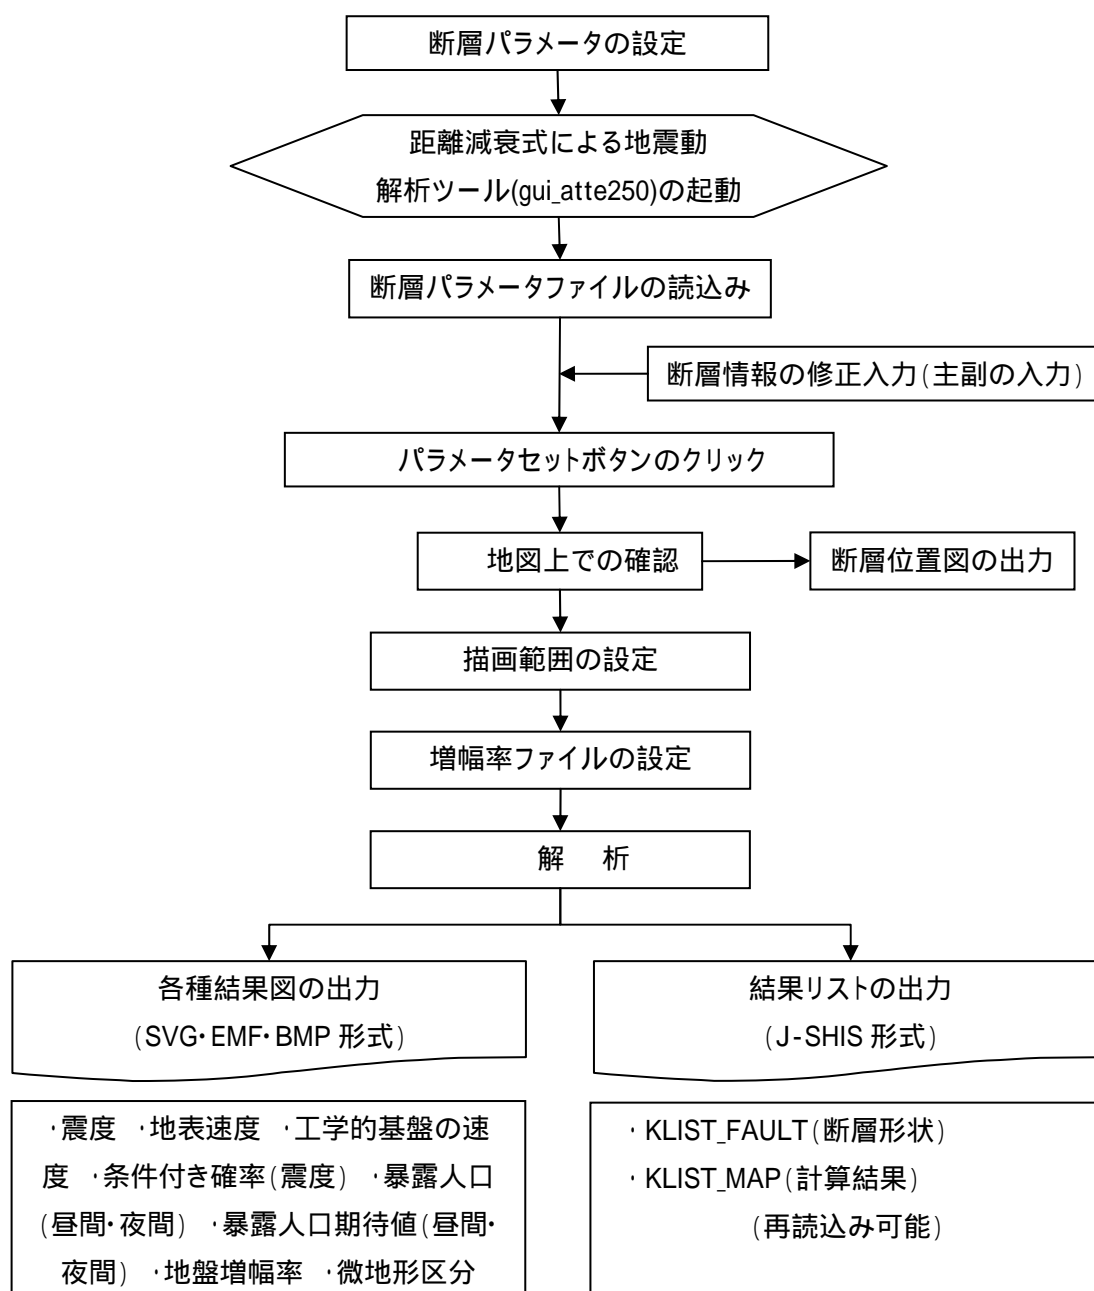 断層パラメータの設定
距離減衰式による地震動
解析ツール(gui_atte250)の起動
断層パラメータファイルの読込み
断層情報の修正入力(主副の入力)
パラメータセットボタンのクリック
地図上での確認
断層位置図の出力
描画範囲の設定
増幅率ファイルの設定
解　析
各種結果図の出力
(SVG・EMF・BMP 形式)
結果リストの出力
(J-SHIS 形式)
・震度 ・地表速度 ・工学的基盤の速
度 ・条件付き確率(震度) ・暴露人口
(昼間・夜間) ・暴露人口期待値(昼間・
夜間) ・地盤増幅率 ・微地形区分
・KLIST_FAULT(断層形状)
・KLIST_MAP(計算結果)
(再読込み可能)